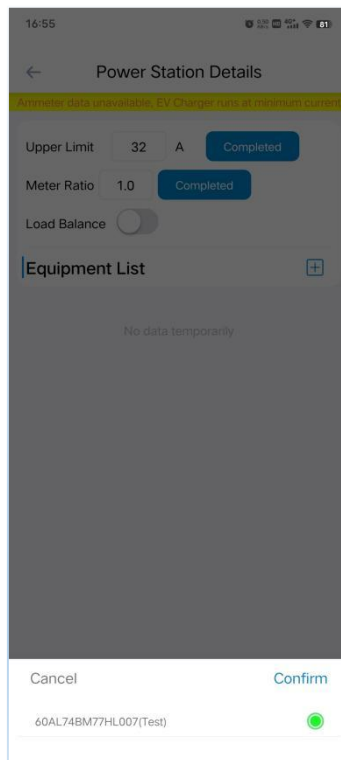 16:55
81
Power Station Details
Ammeter data unavailable, EV Charger runs at minimum current
Upper Limit 32 A Completed
Meter Ratio 1.0 Completed
Load Balance
Equipment List
No data temporarily
Cancel Confirm
60AL74BM77HL007(Test)